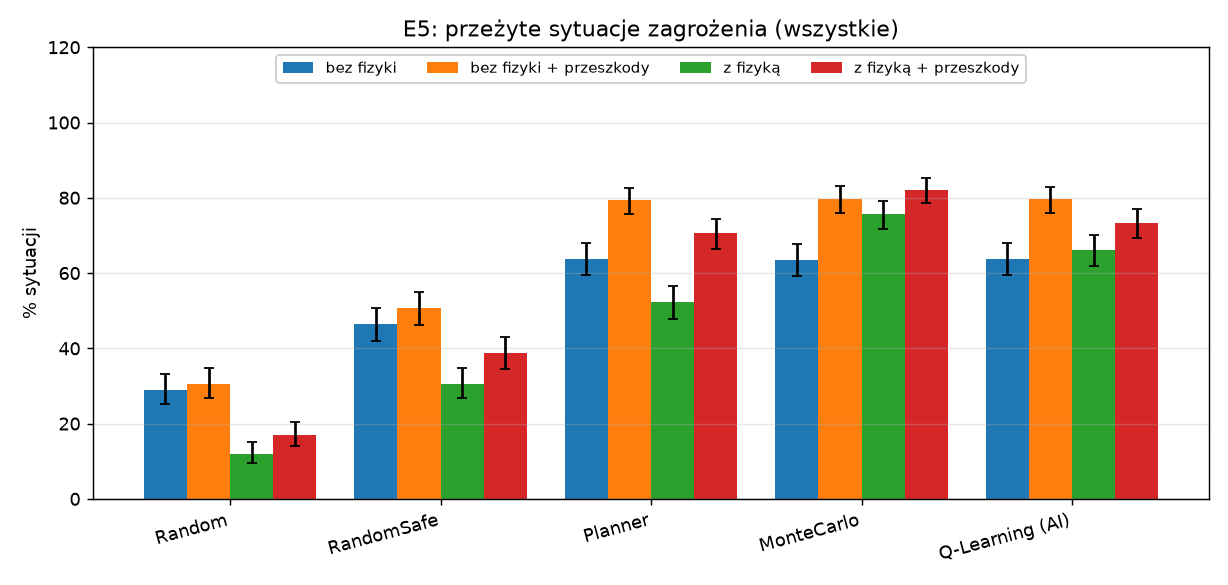 E5: przeżyte sytuacje zagrożenia (wszystkie)
bez fizyki bez fizyki + przeszkody z fizyką z fizyką + przeszkody
% sytuacji
120
100
80
60
40
20
0
Random RandomSafe Planner MonteCarlo Q-Learning (AI)